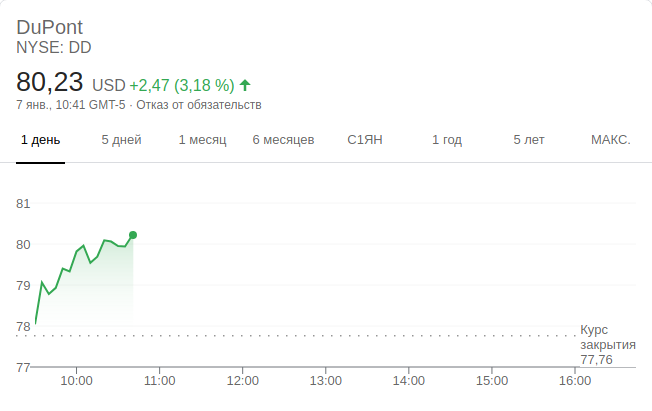 DuPont
NYSE: DD
80,23 USD +2,47 (3,18 %)
7 янв., 10:41 GMT-5 · Отказ от обязательств
1 день 5 дней 1 месяц 6 месяцев С1ЯН 1 год 5 лет МАКС.
81
80
79
78
Курс
закрытия
77,76
77
10:00 11:00 12:00 13:00 14:00 15:00 16:00